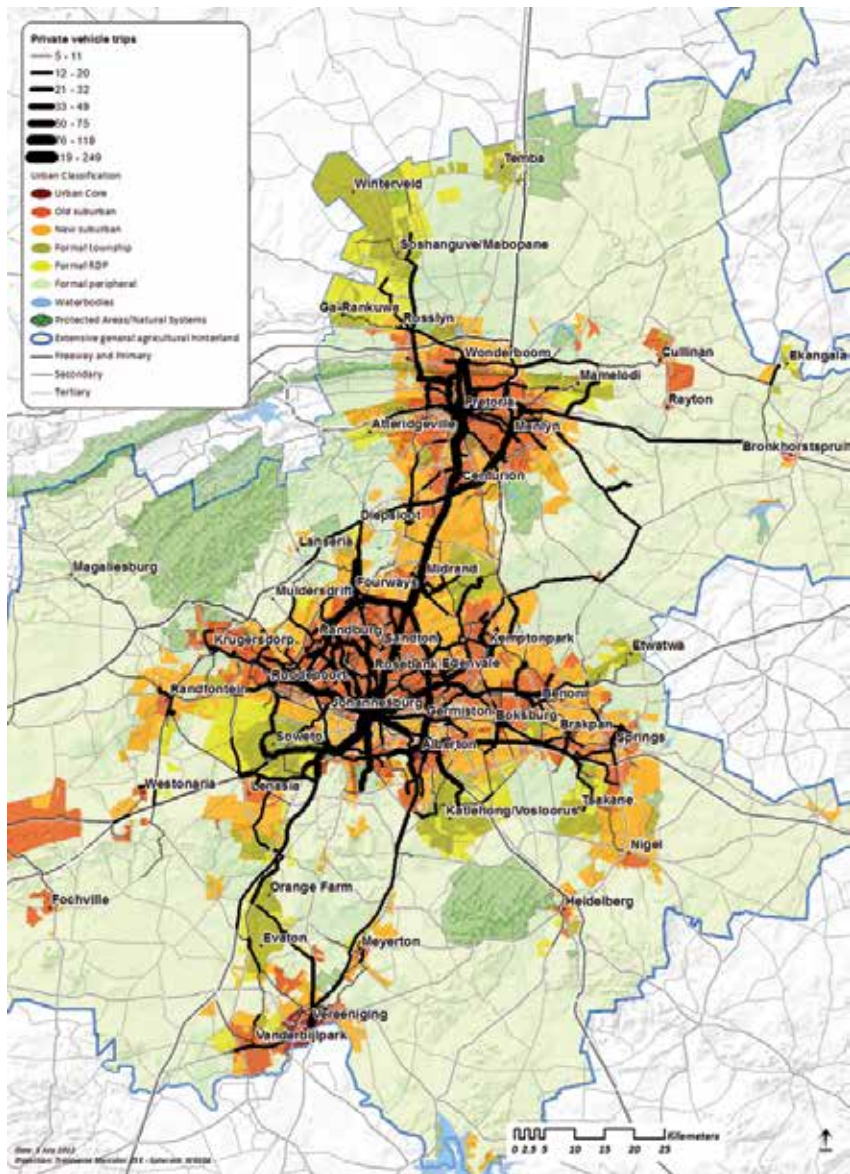 Private vehicle trips
5 - 11
12 - 20
21 - 32
33 - 49
50 - 75
76 - 118
119 - 249
Urban Classification
Urban Core
Old suburban
New suburban
Formal township
Formal RDP
Formal peripheral
Waterbodies
Protected Areas/Natural Systems
Extensive general agricultural hinterland
Freeway and Primary
Secondary
Tertiary
Temba
Winterveld
Soshanguve/Mabopane
Ga-Rankuwa
Rosslyn
Wonderboom
Cullinan
Ekangala
Mamelodi
Pretoria
Rayton
Atteridgeville
Menlyn
Bronkhorstspruit
Centurion
Diepsloot
Lanseria
Magaliesburg
Midrand
Fourways
Muldersdrift
Randburg
Sandton
Kemptonpark
Krugersdorp
Etwatwa
Rosebank
Edenvale
Roodepoort
Randfontein
Benoni
Johannesburg
Germiston
Boksburg
Brakpan
Springs
Soweto
Alberton
Westonaria
Lenasia
Katlehong/Vosloorus
Tsakane
Nigel
Orange Farm
Heidelberg
Fochville
Evaton
Meyerton
Vereeniging
Vanderbijlpark
Kilometers
0 2.5 5 10 15 20 25